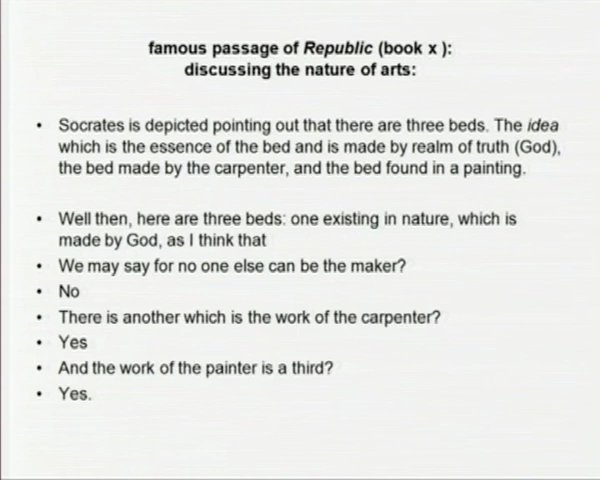 famous passage of Republic (book x ):
discussing the nature of arts:
• Socrates is depicted pointing out that there are three beds. The idea
which is the essence of the bed and is made by realm of truth (God),
the bed made by the carpenter, and the bed found in a painting.
• Well then, here are three beds: one existing in nature, which is
made by God, as I think that
• We may say for no one else can be the maker?
• No
• There is another which is the work of the carpenter?
• Yes
• And the work of the painter is a third?
• Yes.